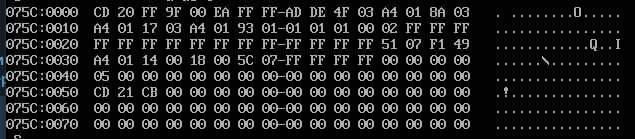 075C:0000 CD 20 FF 9F 00 EA FF FF-AD DE 4F 03 A4 01 8A 03 . ........O.....
075C:0010 A4 01 17 03 A4 01 93 01-01 01 01 00 02 FF FF FF ................
075C:0020 FF FF FF FF FF FF FF FF-FF FF FF FF 51 07 F1 49 ............Q..I
075C:0030 A4 01 14 00 18 00 5C 07-FF FF FF FF 00 00 00 00 ......\.........
075C:0040 05 00 00 00 00 00 00 00-00 00 00 00 00 00 00 00 ................
075C:0050 CD 21 CB 00 00 00 00 00-00 00 00 00 00 00 00 00 .!..............
075C:0060 00 00 00 00 00 00 00 00-00 00 00 00 00 00 00 00 ................
075C:0070 00 00 00 00 00 00 00 00-00 00 00 00 00 00 00 00 ................